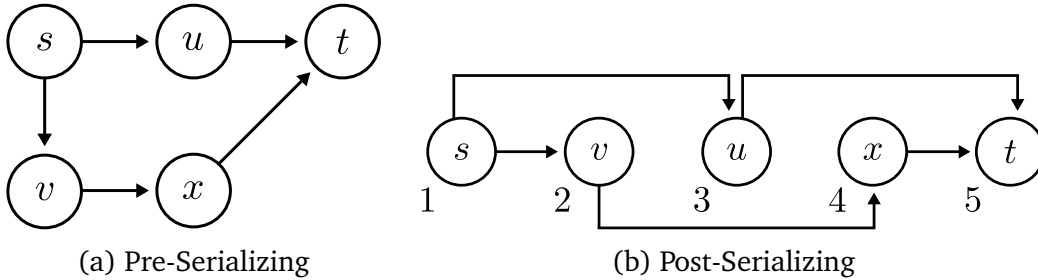 s u t
v x
(a) Pre-Serializing
s v u x t
1 2 3 4 5
(b) Post-Serializing